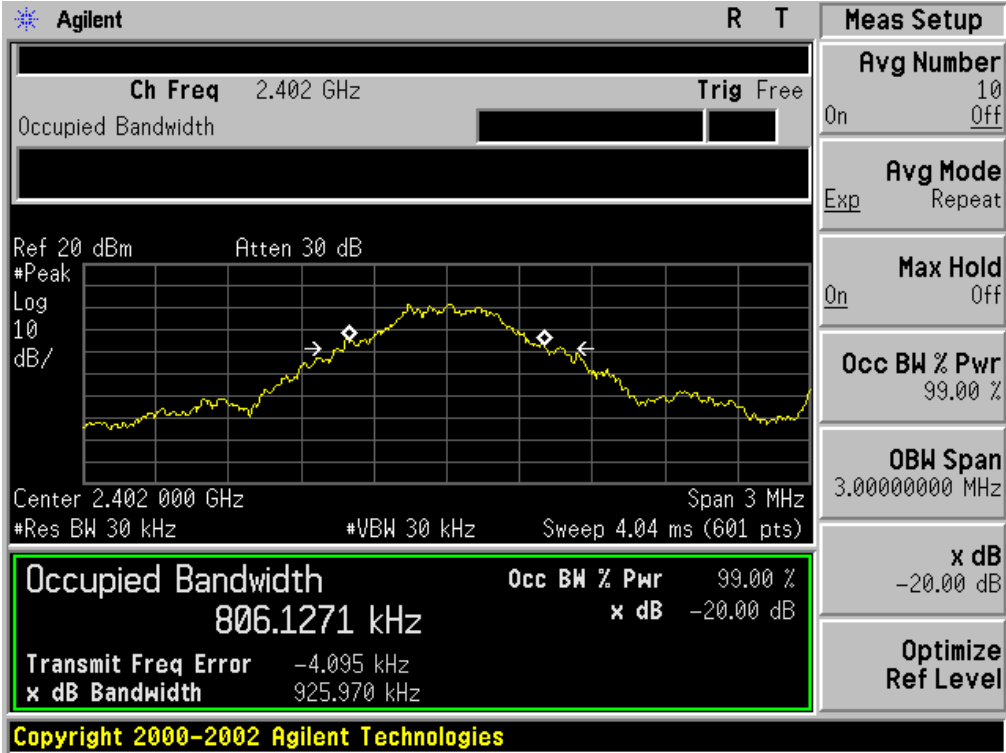 Agilent R T
Ch Freq 2.402 GHz Trig Free
Occupied Bandwidth
Ref 20 dBm Atten 30 dB
#Peak
Log
10
dB/
Center 2.402 000 GHz Span 3 MHz
#Res BW 30 kHz #VBW 30 kHz Sweep 4.04 ms (601 pts)
Occupied Bandwidth Occ BW % Pwr 99.00 %
806.1271 kHz x dB -20.00 dB
Transmit Freq Error -4.095 kHz
x dB Bandwidth 925.970 kHz
Copyright 2000-2002 Agilent Technologies
Meas Setup
Avg Number
10
On Off
Avg Mode
Exp Repeat
Max Hold
On Off
Occ BW % Pwr
99.00 %
OBW Span
3.00000000 MHz
x dB
-20.00 dB
Optimize
Ref Level